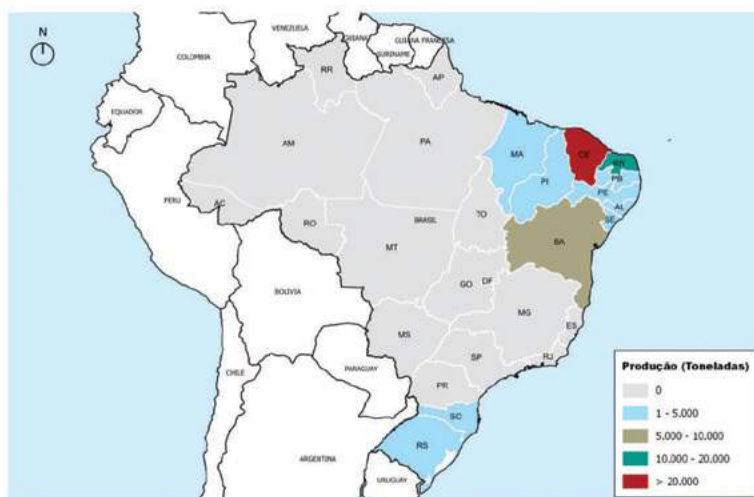 N
VENEZUELA
GUIANA
GUIANA FRANCESA
SURINAME
COLOMBIA
RR
AP
EQUADOR
AM
PA
MA
CE
RN
PB
PI
PE
AL
SE
PERU
AC
RO
TO
BRASIL
BA
MT
GO
DF
BOLIVIA
MG
ES
MS
SP
RJ
PARAGUAY
PR
CHILE
SC
RS
ARGENTINA
URUGUAY
Produção (Toneladas)
0
1 - 5.000
5.000 - 10.000
10.000 - 20.000
> 20.000